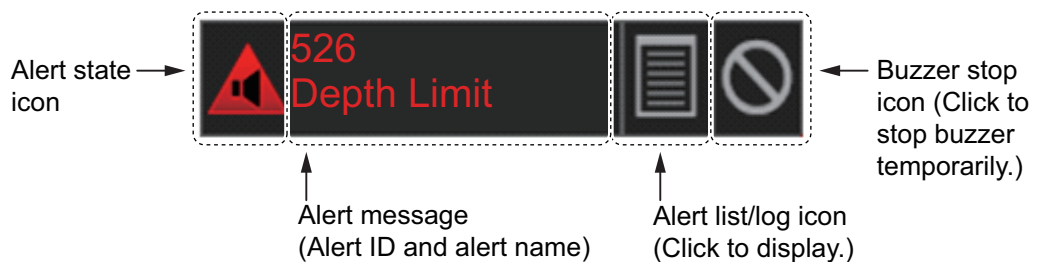 526
Depth Limit
Alert state
icon
Buzzer stop
icon (Click to
stop buzzer
temporarily.)
Alert message
(Alert ID and alert name)
Alert list/log icon
(Click to display.)